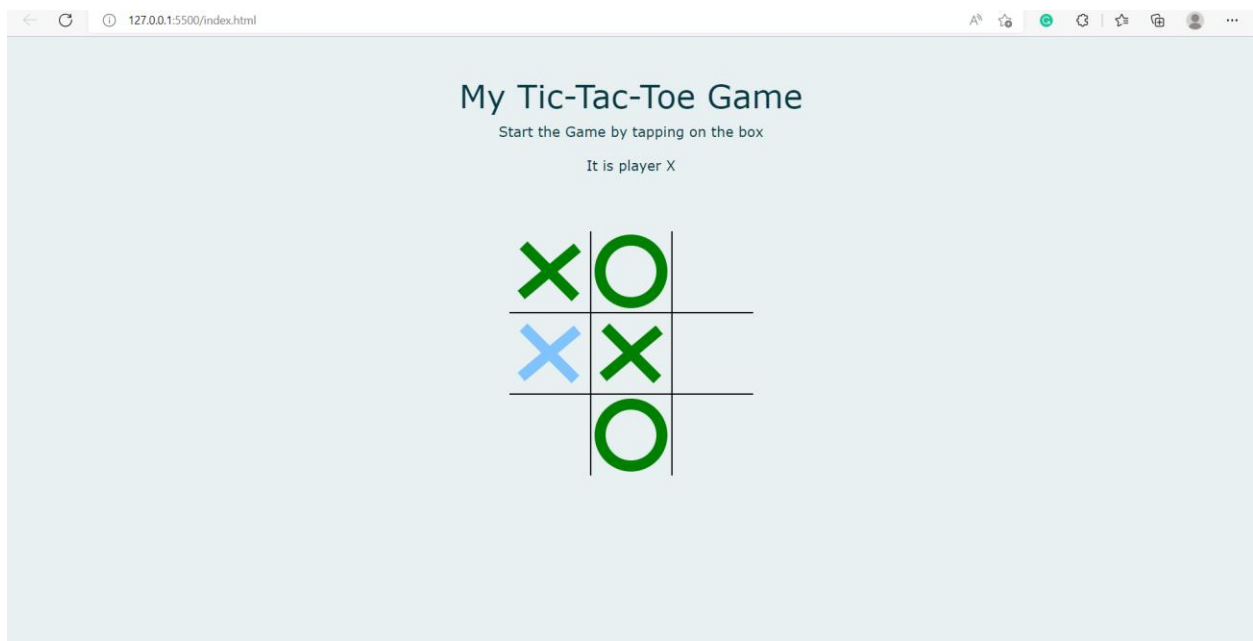 127.0.0.1:5500/index.html
My Tic-Tac-Toe Game
Start the Game by tapping on the box
It is player X
X O
X X
O